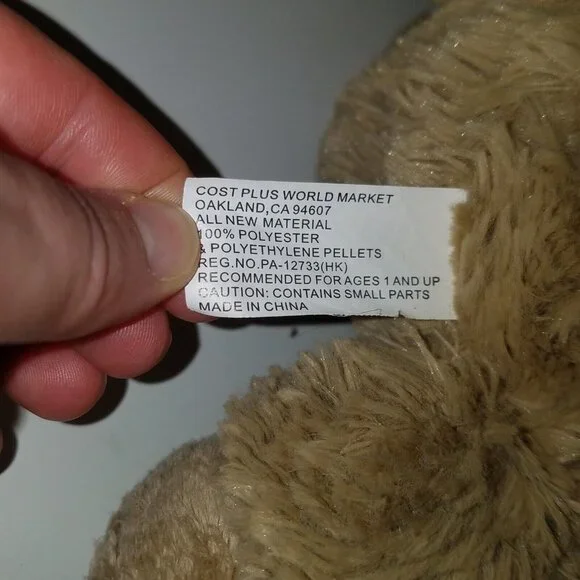 COST PLUS WORLD MARKET
OAKLAND,CA 94607
ALL NEW MATERIAL
100% POLYESTER
& POLYETHYLENE PELLETS
REG.NO.PA-12733(HK)
RECOMMENDED FOR AGES 1 AND UP
CAUTION: CONTAINS SMALL PARTS
MADE IN CHINA